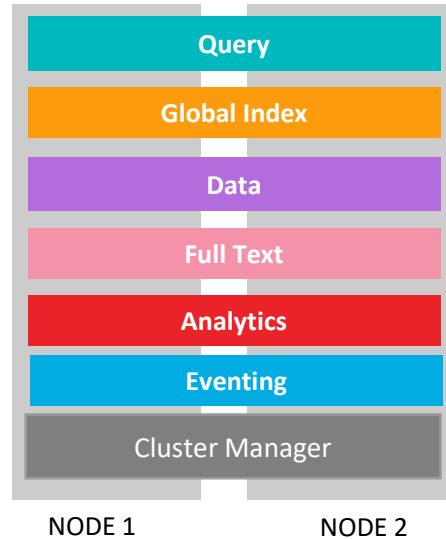 Query
Global Index
Data
Full Text
Analytics
Eventing
Cluster Manager
NODE 1 NODE 2